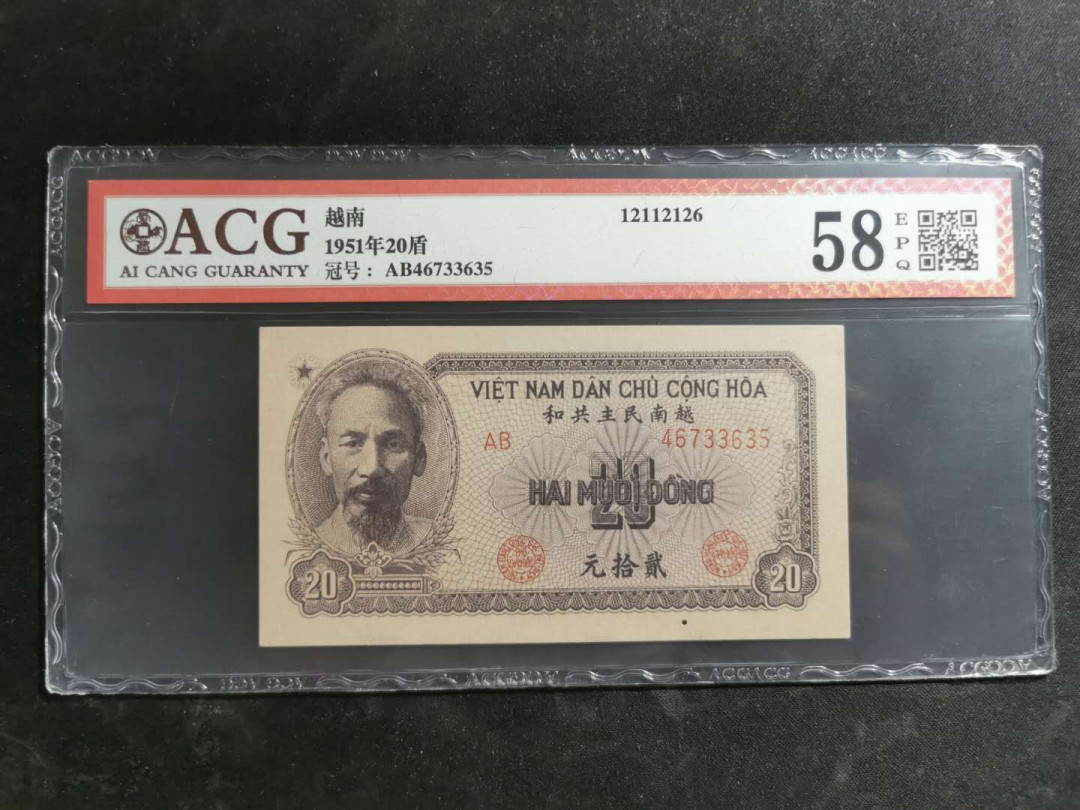 ACG
AI CANG GUARANTY
越南
1951年20盾
冠号：AB46733635
12112126
58
EPQ
VIỆT NAM DÂN CHỦ CỘNG HÒA
和共主民南越
AB 46733635
20
HAI MƯƠI ĐỒNG
元拾貳
20
20